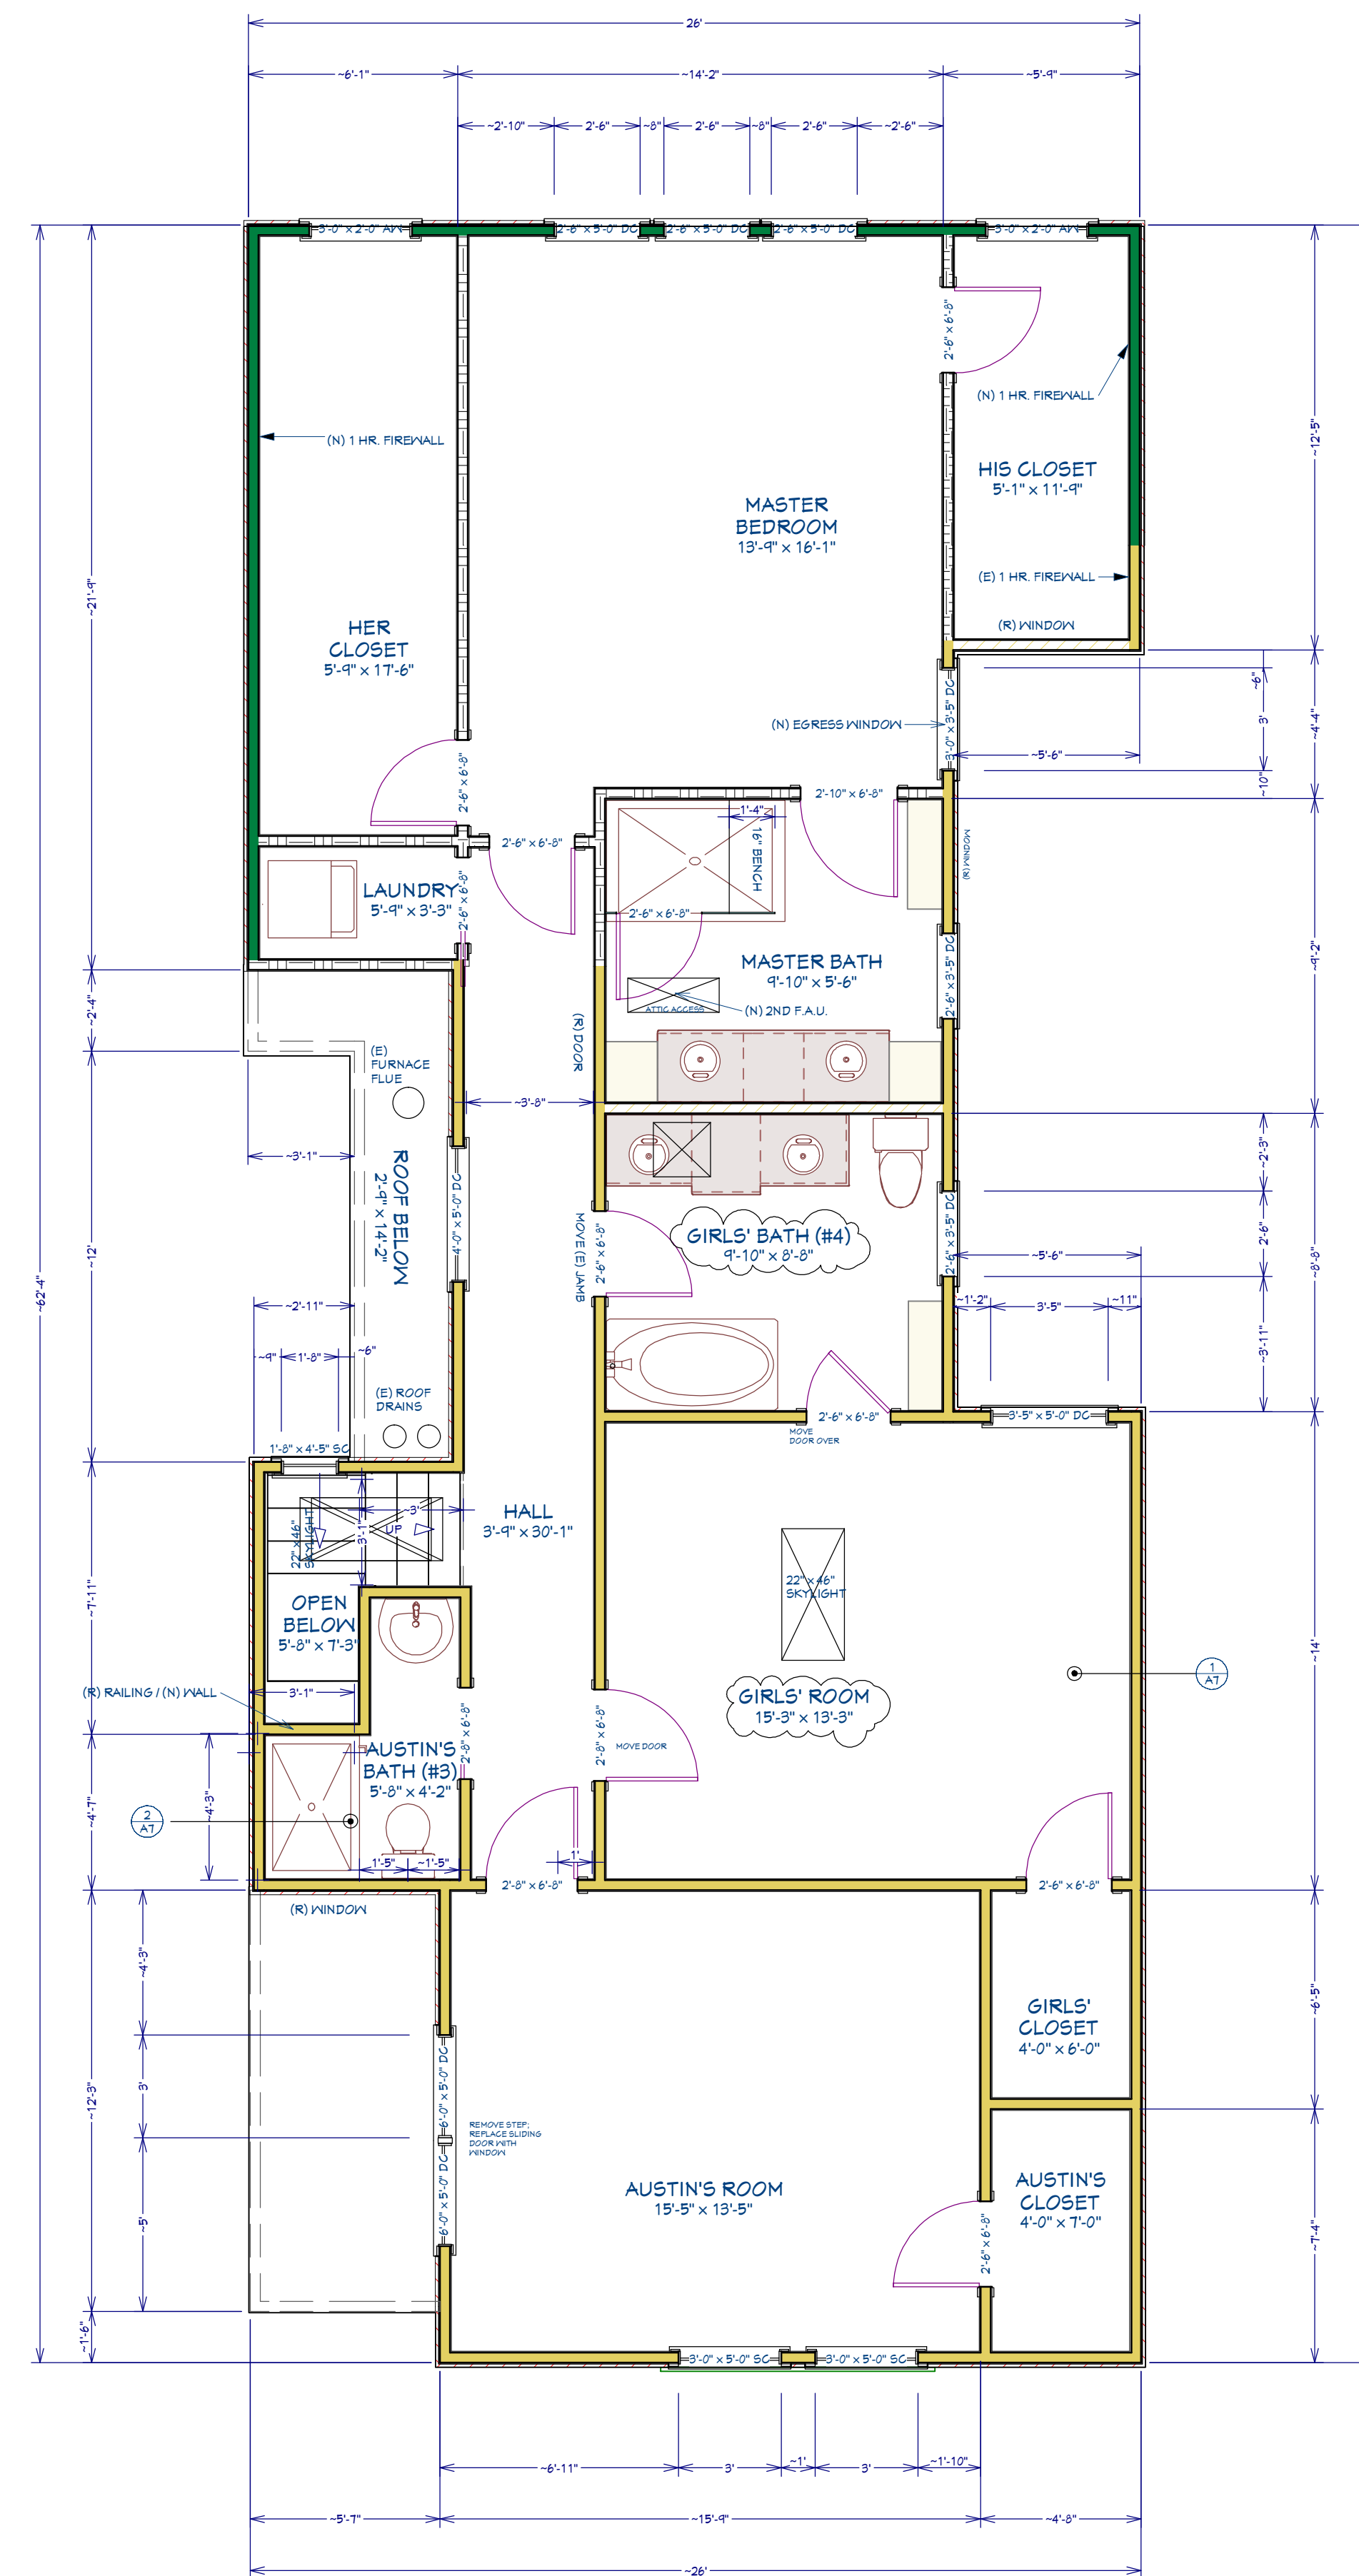 26'
~6'-1"
~14'-2"
~5'-9"
~2'-10"
2'-6"
~8"
2'-6"
~8"
2'-6"
~2'-6"
3'-0" x 2'-0" AW
2'-6" x 5'-0" DC
2'-6" x 5'-0" DC
2'-6" x 5'-0" DC
3'-0" x 2'-0" AW
2'-6" x 6'-8"
(N) 1 HR. FIREWALL
(N) 1 HR. FIREWALL
~12'-5"
HIS CLOSET
5'-1" x 11'-9"
MASTER
BEDROOM
13'-9" x 16'-1"
(E) 1 HR. FIREWALL
~21'-9"
(R) WINDOW
HER
CLOSET
5'-9" x 17'-6"
~6"
3'-0" x 3'-5" DC
(N) EGRESS WINDOW
3'
~4'-4"
~5'-6"
~10"
2'-6" x 6'-8"
2'-10" x 6'-8"
1'-4"
16" BENCH
2'-6" x 6'-8"
(R) WINDOW
LAUNDRY
5'-9" x 3'-3"
2'-6" x 6'-8"
2'-6" x 6'-8"
~9'-2"
MASTER BATH
9'-10" x 5'-6"
2'-6" x 3'-5" DC
ATTIC ACCESS
(N) 2ND F.A.U.
~2'-4"
(R) DOOR
(E)
FURNACE
FLUE
~3'-8"
~3'-1"
ROOF BELOW
2'-9" x 14'-2"
4'-0" x 5'-0" DC
~2'-3"
MOVE (E) JAMB
2'-6" x 6'-8"
GIRLS' BATH (#4)
9'-10" x 8'-8"
2'-6" x 3'-5" DC
2'-6"
~8'-8"
~5'-6"
~12'
~62'-4"
~2'-11"
~1'-2"
3'-5"
~11"
~9"
1'-8"
~6"
~3'-11"
(E) ROOF
DRAINS
2'-6" x 6'-8"
3'-5" x 5'-0" DC
MOVE
DOOR OVER
1'-8" x 4'-5" SC
~3'
HALL
3'-9" x 30'-1"
22" x 46"
SKYLIGHT
3'-1"
UP
22" x 46"
SKYLIGHT
~7'-11"
OPEN
BELOW
5'-8" x 7'-3"
~14'
1
A7
(R) RAILING / (N) WALL
3'-1"
GIRLS' ROOM
15'-3" x 13'-3"
2'-8" x 6'-8"
2'-8" x 6'-8"
MOVE DOOR
AUSTIN'S
BATH (#3)
5'-8" x 4'-2"
~4'-7"
~4'-3"
2
A7
1'-5"
~1'-5"
1'
2'-8" x 6'-8"
2'-6" x 6'-8"
(R) WINDOW
~4'-3"
~6'-5"
GIRLS'
CLOSET
4'-0" x 6'-0"
3'
6'-0" x 5'-0" DC
~12'-3"
REMOVE STEP;
REPLACE SLIDING
DOOR WITH
WINDOW
6'-0" x 5'-0" DC
AUSTIN'S ROOM
15'-5" x 13'-5"
AUSTIN'S
CLOSET
4'-0" x 7'-0"
~5'
2'-6" x 6'-8"
~7'-4"
~1'-6"
3'-0" x 5'-0" SC
3'-0" x 5'-0" SC
~6'-11"
3'
~1'
3'
~1'-10"
~5'-7"
~15'-9"
~4'-8"
~26'